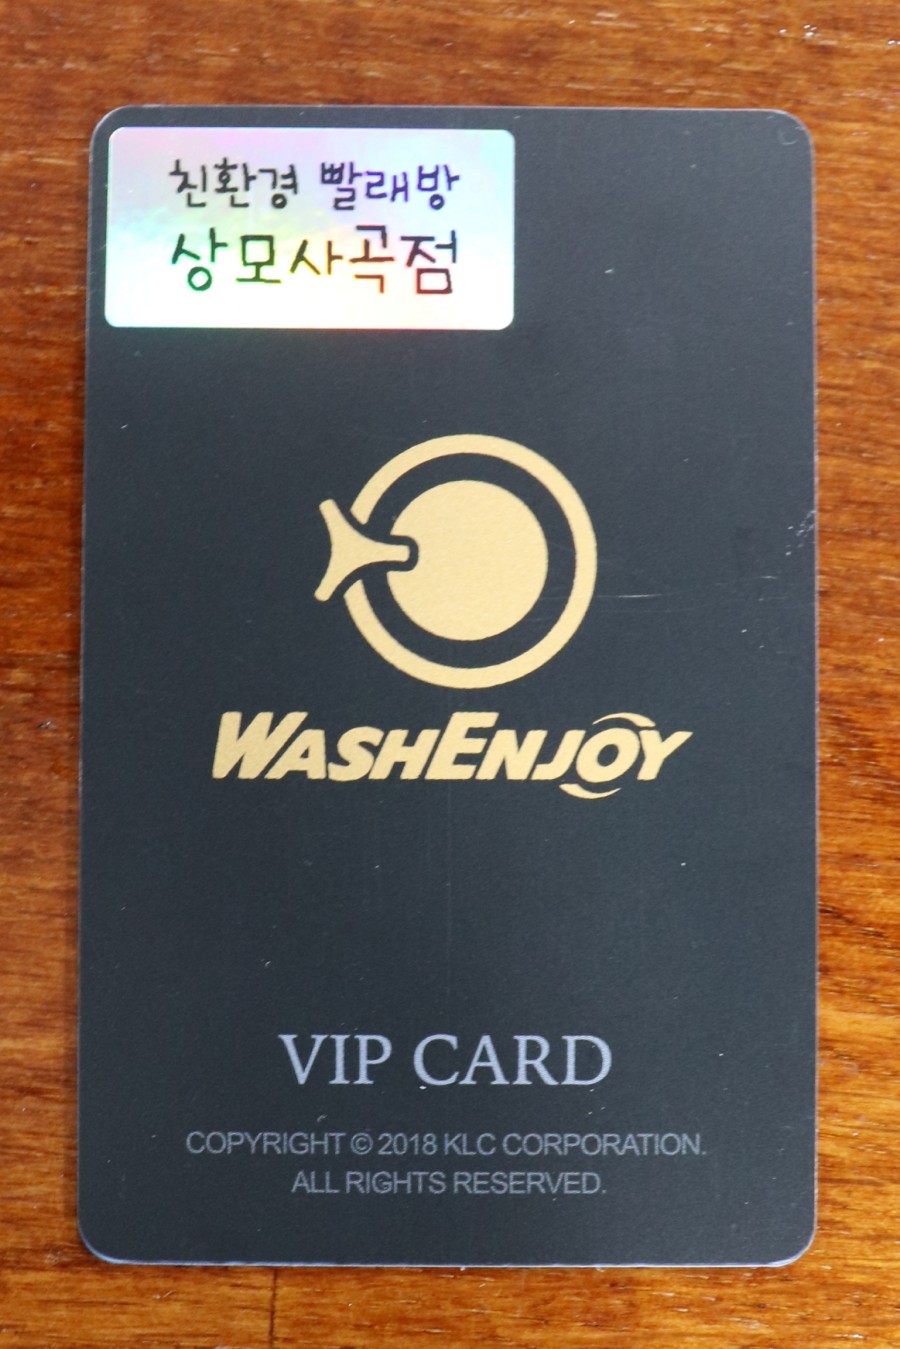 친환경 빨래방
상모사곡점
WASHENJOY
VIP CARD
COPYRIGHT © 2018 KLC CORPORATION.
ALL RIGHTS RESERVED.